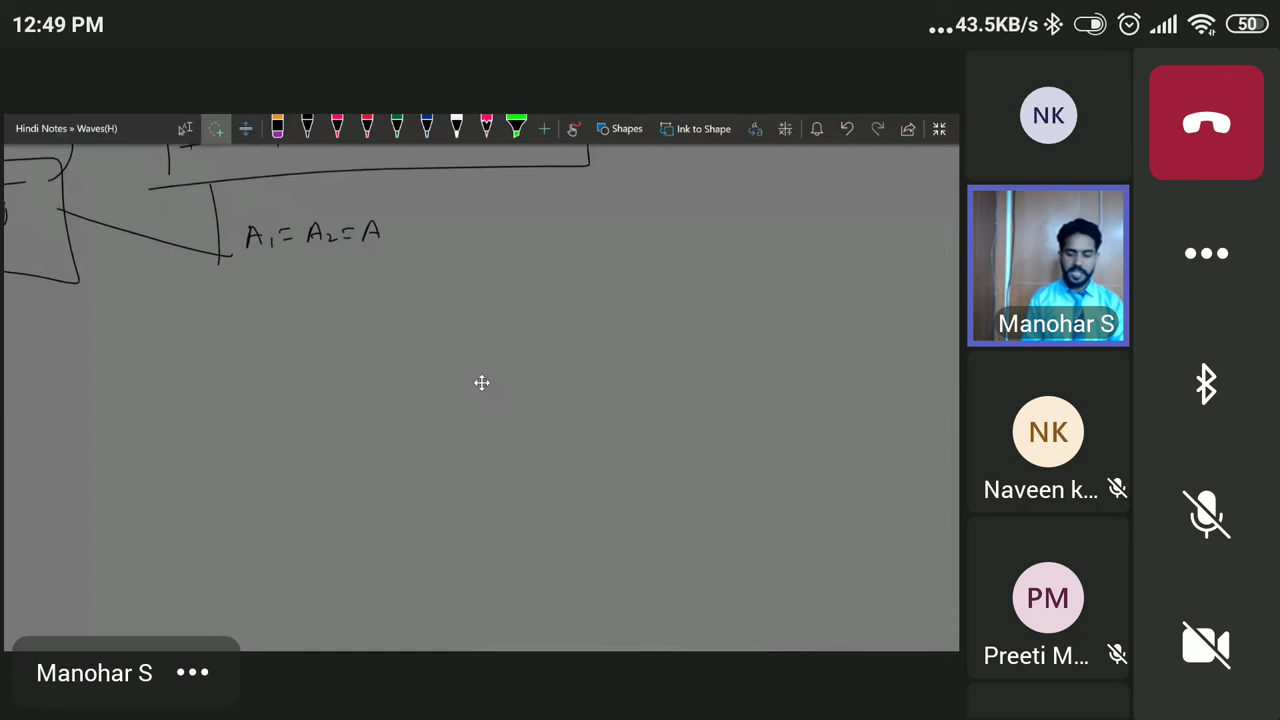 12:49 PM
...43.5KB/s
50
Hindi Notes » Waves(H)
Shapes
Ink to Shape
A₁ = A₂ = A
NK
Manohar S
NK
Naveen k...
PM
Preeti M...
Manohar S